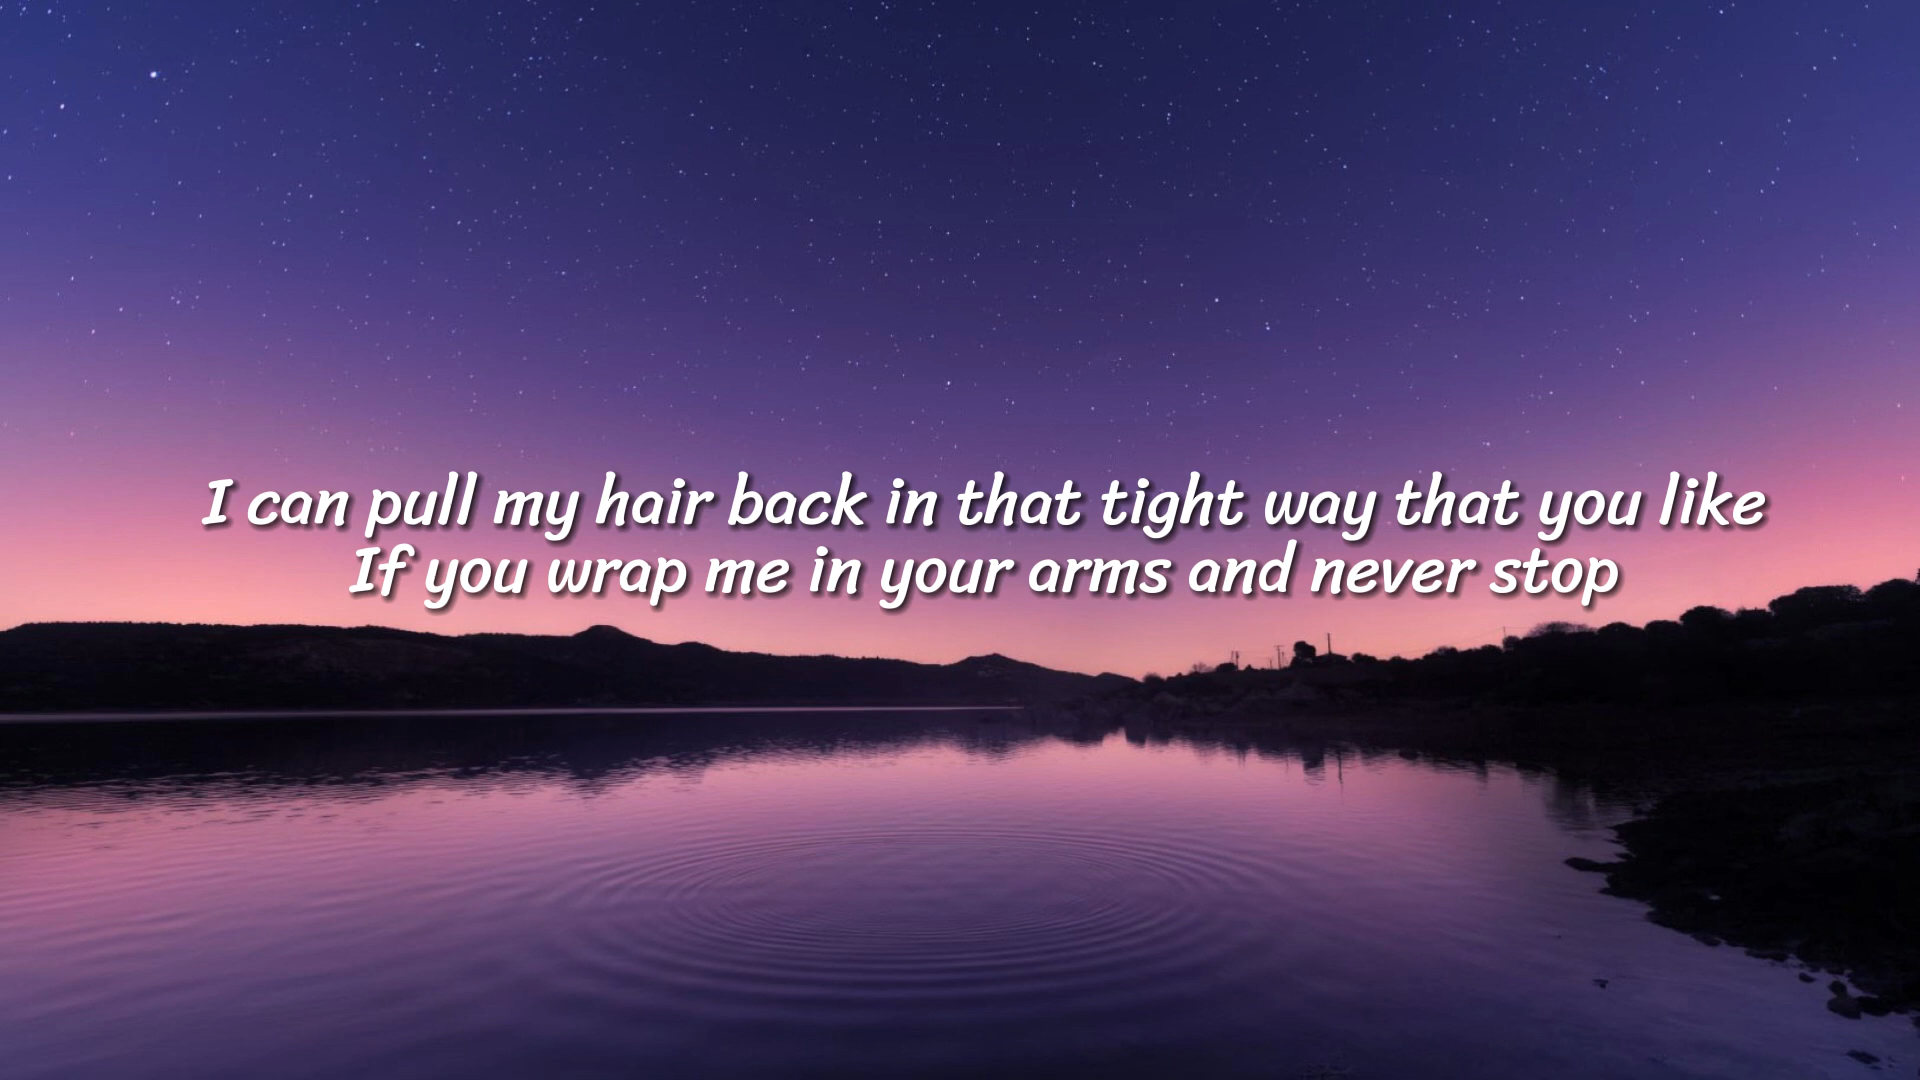 I can pull my hair back in that tight way that you like
If you wrap me in your arms and never stop